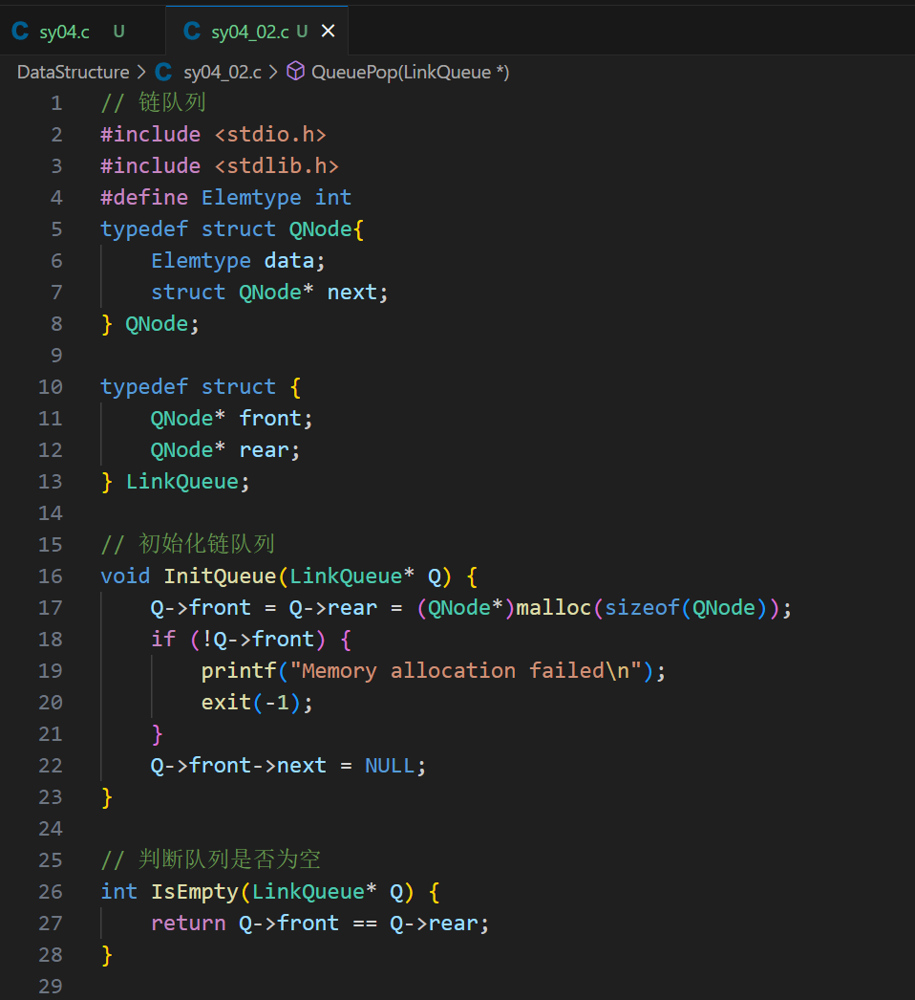 C sy04.c U C sy04_02.c U ×
DataStructure > C sy04_02.c > QueuePop(LinkQueue *)
1 // 链队列
2 #include <stdio.h>
3 #include <stdlib.h>
4 #define Elemtype int
5 typedef struct QNode{
6     Elemtype data;
7     struct QNode* next;
8 } QNode;
9
10 typedef struct {
11     QNode* front;
12     QNode* rear;
13 } LinkQueue;
14
15 // 初始化链队列
16 void InitQueue(LinkQueue* Q) {
17     Q->front = Q->rear = (QNode*)malloc(sizeof(QNode));
18     if (!Q->front) {
19         printf("Memory allocation failed\n");
20         exit(-1);
21     }
22     Q->front->next = NULL;
23 }
24
25 // 判断队列是否为空
26 int IsEmpty(LinkQueue* Q) {
27     return Q->front == Q->rear;
28 }
29